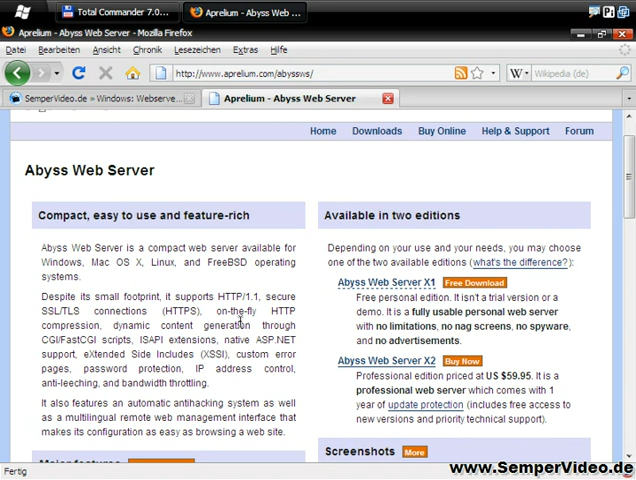 Total Commander 7.0...
Aprelium - Abyss Web ...
Aprelium - Abyss Web Server - Mozilla Firefox
Datei Bearbeiten Ansicht Chronik Lesezeichen Extras Hilfe
http://www.aprelium.com/abyssws/
W Wikipedia (de)
SemperVideo.de » Windows: Webserve...
Aprelium - Abyss Web Server
Home Downloads Buy Online Help & Support Forum
Abyss Web Server
Compact, easy to use and feature-rich
Abyss Web Server is a compact web server available for
Windows, Mac OS X, Linux, and FreeBSD operating
systems.
Despite its small footprint, it supports HTTP/1.1, secure
SSL/TLS connections (HTTPS), on-the-fly HTTP
compression, dynamic content generation through
CGI/FastCGI scripts, ISAPI extensions, native ASP.NET
support, eXtended Side Includes (XSSI), custom error
pages, password protection, IP address control,
anti-leeching, and bandwidth throttling.
It also features an automatic antihacking system as well
as a multilingual remote web management interface that
makes its configuration as easy as browsing a web site.
Major features
Available in two editions
Depending on your use and your needs, you may choose
one of the two available editions (what's the difference?):
Abyss Web Server X1 Free Download
Free personal edition. It isn't a trial version or a
demo. It is a fully usable personal web server
with no limitations, no nag screens, no spyware,
and no advertisements.
Abyss Web Server X2 Buy Now
Professional edition priced at US $59.95. It is a
professional web server which comes with 1
year of update protection (includes free access to
new versions and priority technical support).
Screenshots More
Fertig
www.SemperVideo.de